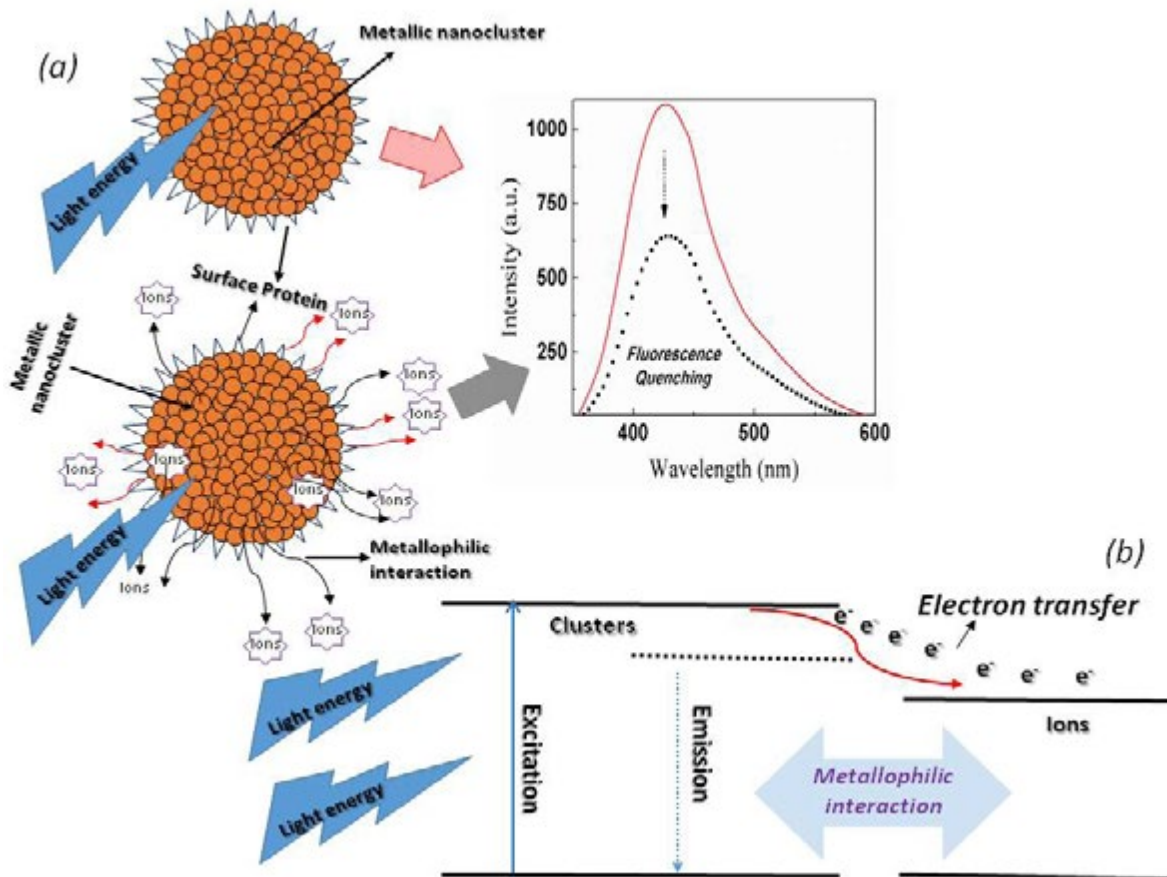 (a)
Metallic nanocluster
Light energy
Surface Protein
Ions
Ions
Metallic
nanocluster
Ions
Ions
Ions
Ions
Ions
Ions
Light energy
Ions
Metallophilic
interaction
Ions
Ions
1000
750
500
250
Intensity (a.u.)
Fluorescence
Quenching
400
500
600
Wavelength (nm)
(b)
Clusters
Electron transfer
e-
e-
e-
e-
e-
e-
e-
Ions
Excitation
Emission
Metallophilic
interaction
Light energy
Light energy